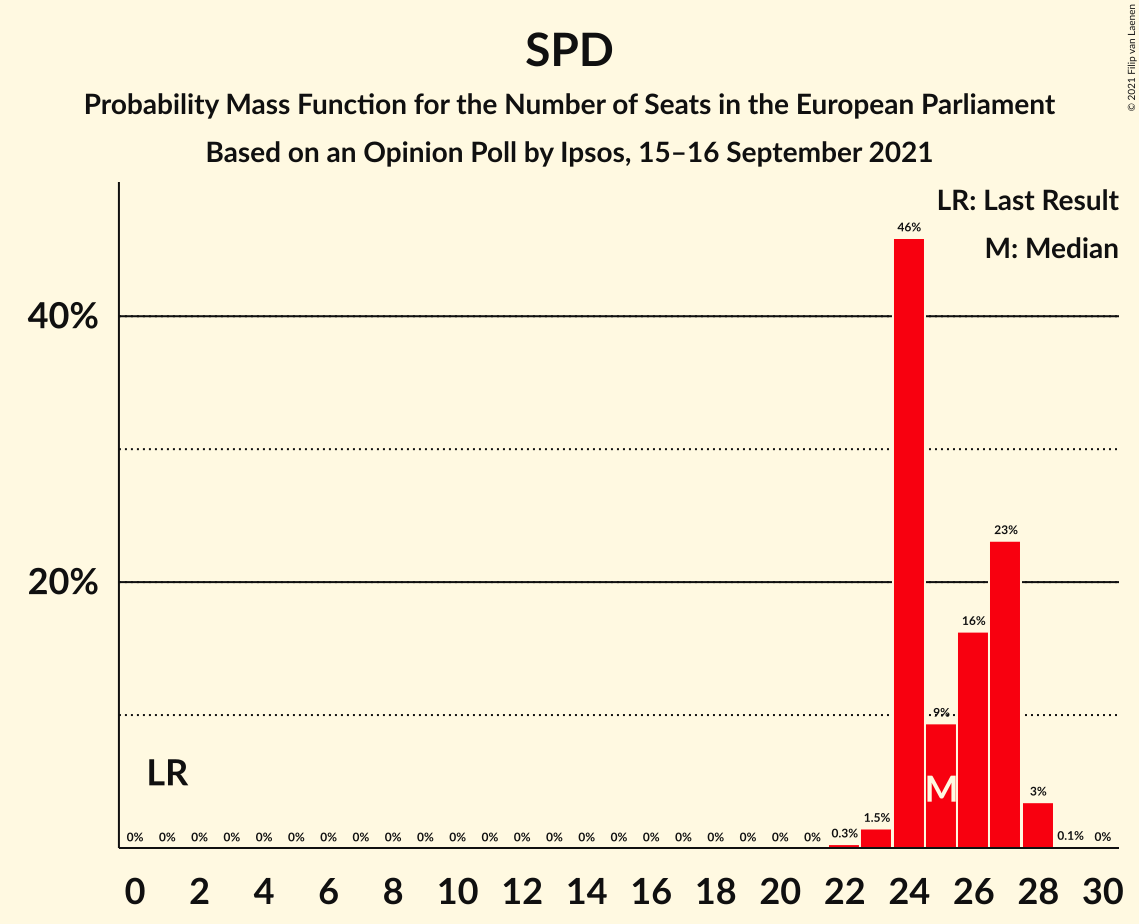 SPD
Probability Mass Function for the Number of Seats in the European Parliament
Based on an Opinion Poll by Ipsos, 15–16 September 2021
© 2021 Filip van Laenen
LR: Last Result
M: Median
46%
40%
23%
20%
16%
9%
LR
M
3%
1.5%
0% 0% 0% 0% 0% 0% 0% 0% 0% 0% 0% 0% 0% 0% 0% 0% 0% 0% 0% 0% 0% 0% 0.3% 0.1% 0%
0 2 4 6 8 10 12 14 16 18 20 22 24 26 28 30